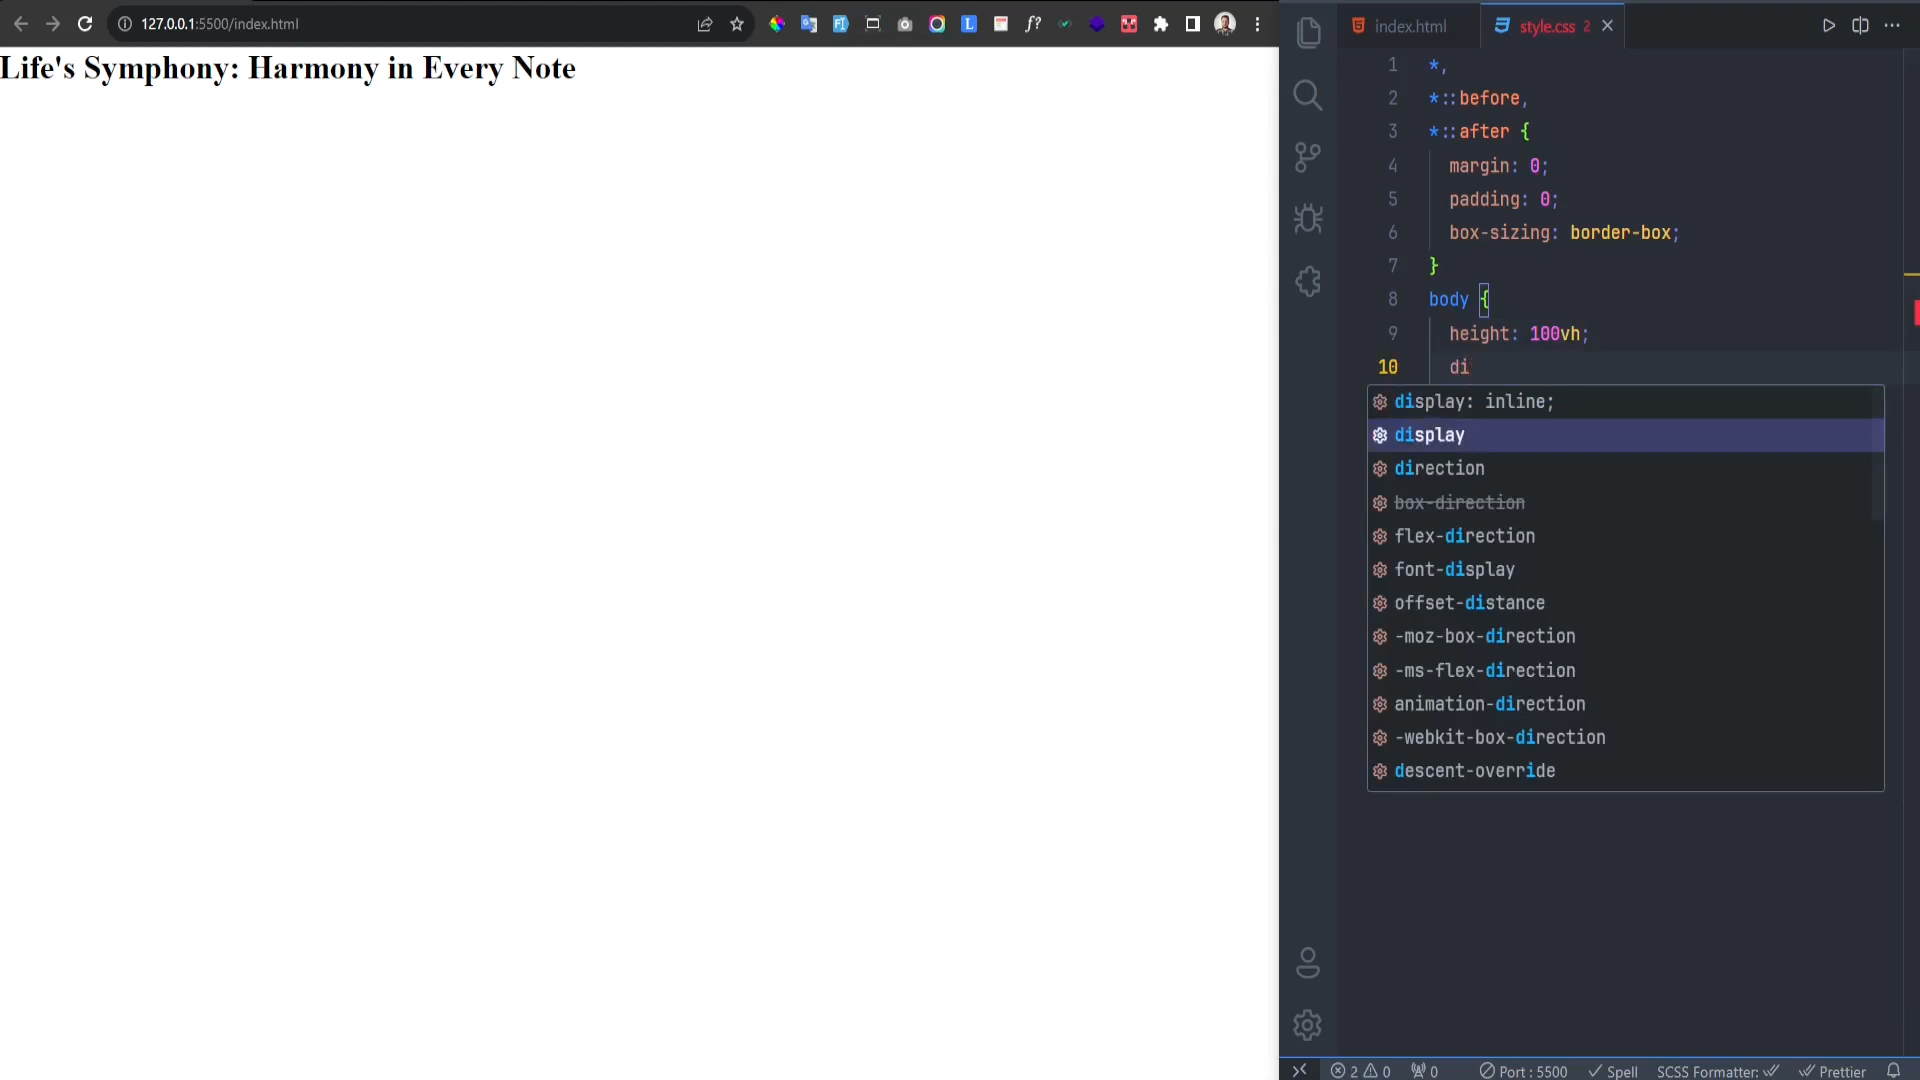 127.0.0.1:5500/index.html
Life's Symphony: Harmony in Every Note
index.html
style.css 2
1 *,
2 *::before,
3 *::after {
4 margin: 0;
5 padding: 0;
6 box-sizing: border-box;
7 }
8 body {
9 height: 100vh;
10 di
display: inline;
display
direction
box-direction
flex-direction
font-display
offset-distance
-moz-box-direction
-ms-flex-direction
animation-direction
-webkit-box-direction
descent-override
2 0 0 Port : 5500 Spell SCSS Formatter: Prettier